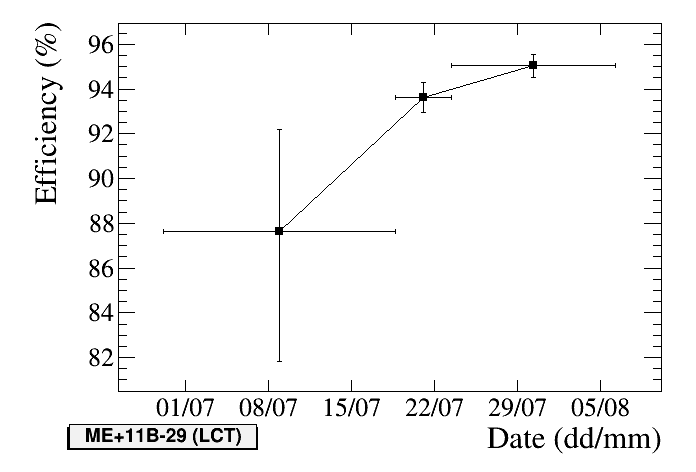 Efficiency (%)
96
94
92
90
88
86
84
82
01/07 08/07 15/07 22/07 29/07 05/08
Date (dd/mm)
ME+11B-29 (LCT)